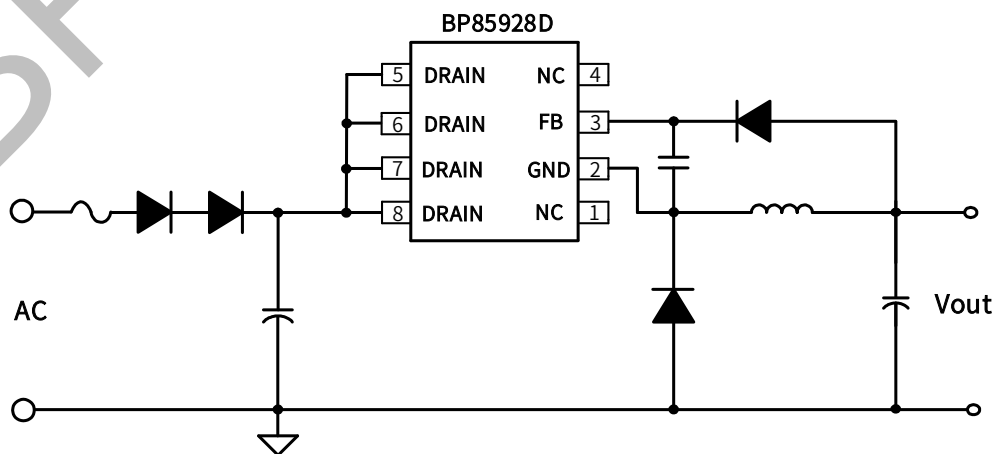 BP85928D
5 DRAIN NC 4
6 DRAIN FB 3
7 DRAIN GND 2
8 DRAIN NC 1
AC
Vout